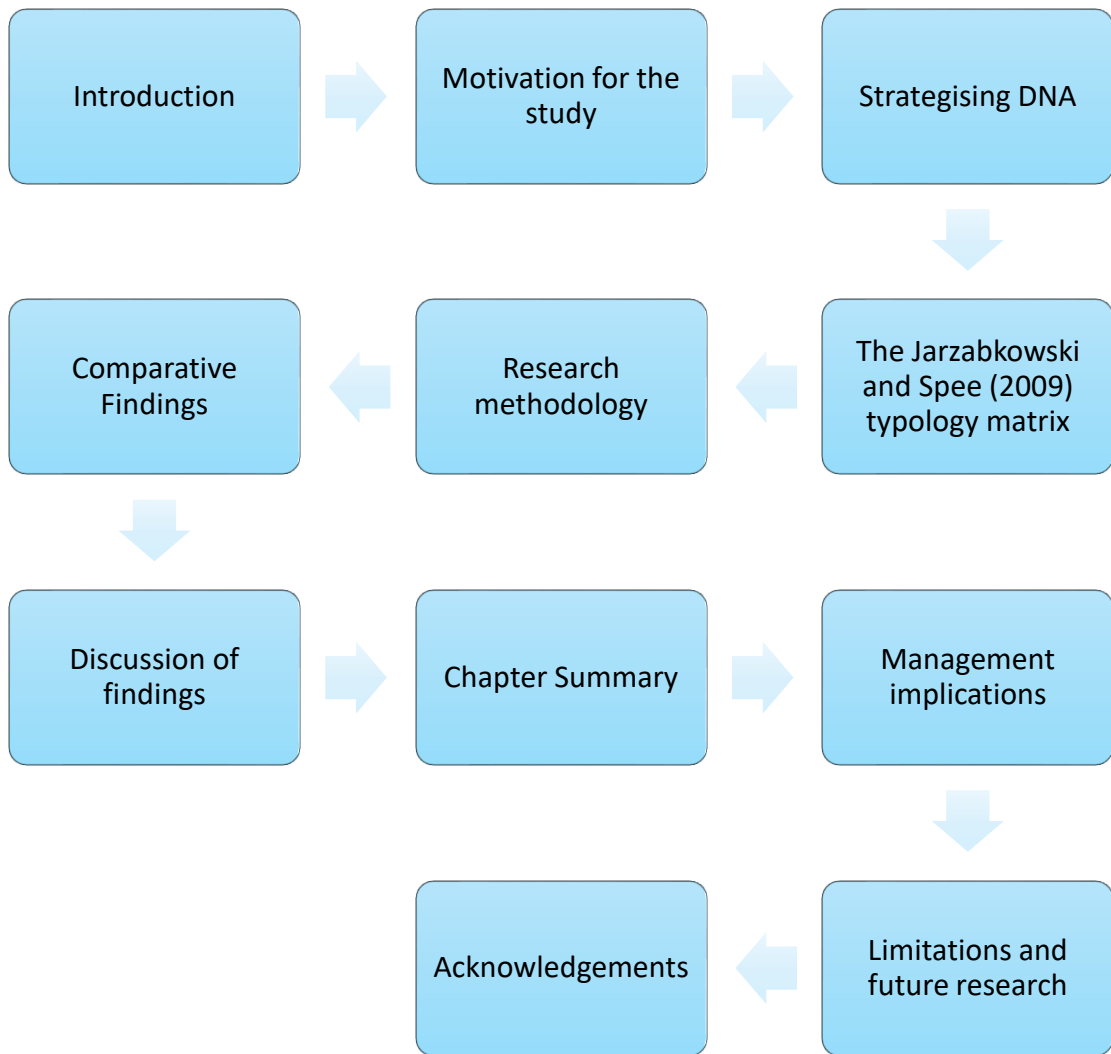 Introduction
Motivation for the
study
Strategising DNA
The Jarzabkowski
and Spee (2009)
typology matrix
Research
methodology
Comparative
Findings
Discussion of
findings
Chapter Summary
Management
implications
Limitations and
future research
Acknowledgements